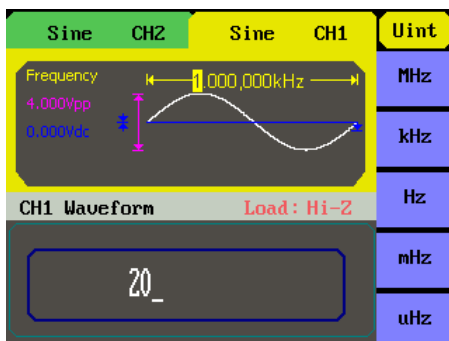 Sine CH2 Sine CH1 Uint
Frequency 1.000,000kHz MHz
4.000Vpp
0.000Vdc kHz
Hz
CH1 Waveform Load: Hi-Z
mHz
20_
uHz